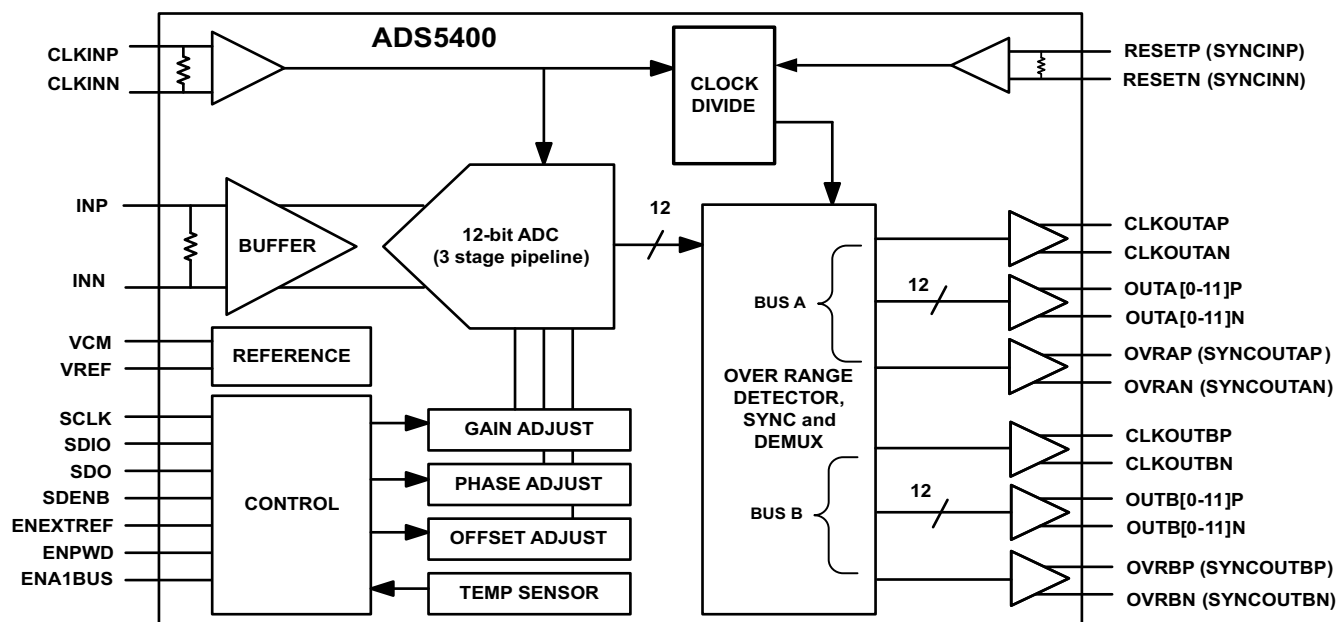 ADS5400
CLKINP
CLKINN
CLOCK
DIVIDE
RESETP (SYNCINP)
RESETN (SYNCINN)
INP
INN
BUFFER
12-bit ADC
(3 stage pipeline)
12
VCM
VREF
REFERENCE
SCLK
SDIO
SDO
SDENB
ENEXTREF
ENPWD
ENA1BUS
CONTROL
GAIN ADJUST
PHASE ADJUST
OFFSET ADJUST
TEMP SENSOR
BUS A
OVER RANGE
DETECTOR,
SYNC and
DEMUX
BUS B
12
12
CLKOUTAP
CLKOUTAN
OUTA[0-11]P
OUTA[0-11]N
OVRAP (SYNCOUTAP)
OVRAN (SYNCOUTAN)
CLKOUTBP
CLKOUTBN
OUTB[0-11]P
OUTB[0-11]N
OVRBP (SYNCOUTBP)
OVRBN (SYNCOUTBN)